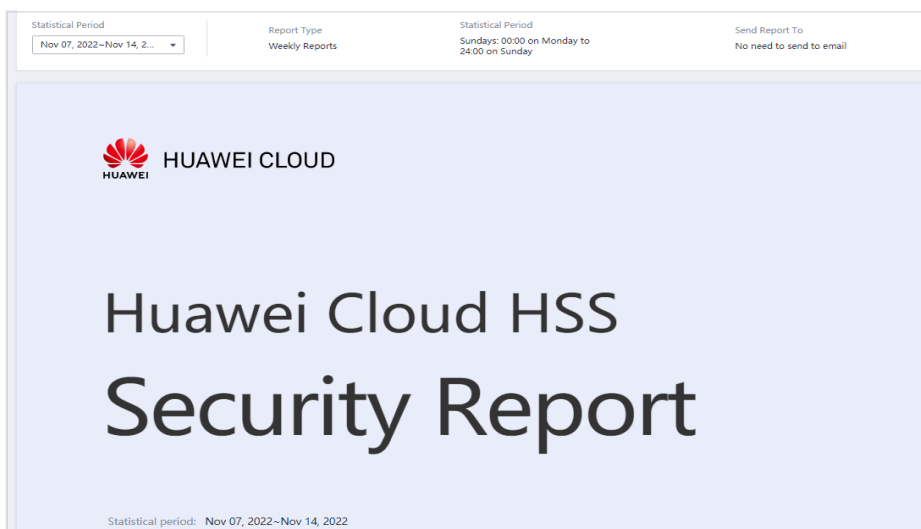 Statistical Period
Nov 07, 2022~Nov 14, 2...
Report Type
Weekly Reports
Statistical Period
Sundays: 00:00 on Monday to
24:00 on Sunday
Send Report To
No need to send to email
HUAWEI
HUAWEI CLOUD
Huawei Cloud HSS
Security Report
Statistical period: Nov 07, 2022~Nov 14, 2022